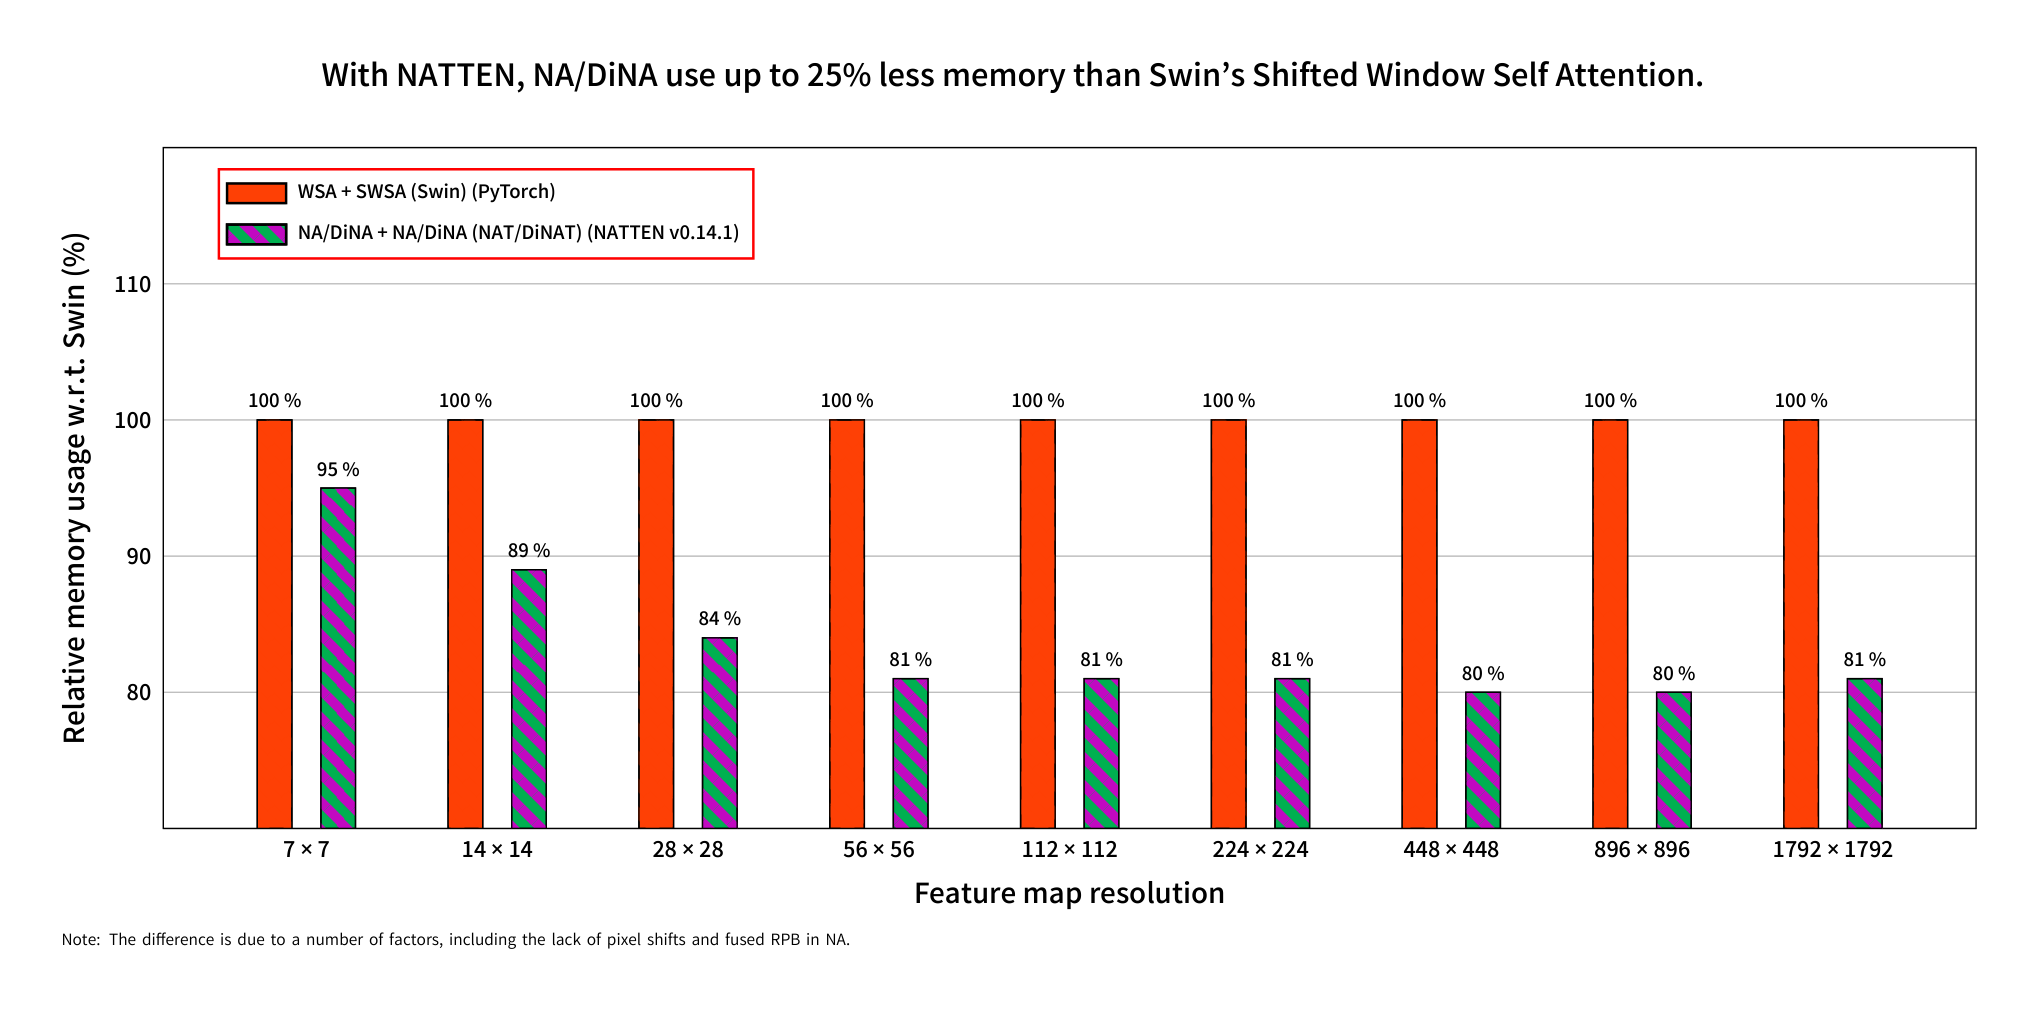 With NATTEN, NA/DiNA use up to 25% less memory than Swin’s Shifted Window Self Attention.
WSA + SWSA (Swin) (PyTorch)
NA/DiNA + NA/DiNA (NAT/DiNAT) (NATTEN v0.14.1)
Relative memory usage w.r.t. Swin (%)
110
100
90
80
100 %
95 %
100 %
89 %
100 %
84 %
100 %
81 %
100 %
81 %
100 %
81 %
100 %
80 %
100 %
80 %
100 %
81 %
7 × 7
14 × 14
28 × 28
56 × 56
112 × 112
224 × 224
448 × 448
896 × 896
1792 × 1792
Feature map resolution
Note: The difference is due to a number of factors, including the lack of pixel shifts and fused RPB in NA.